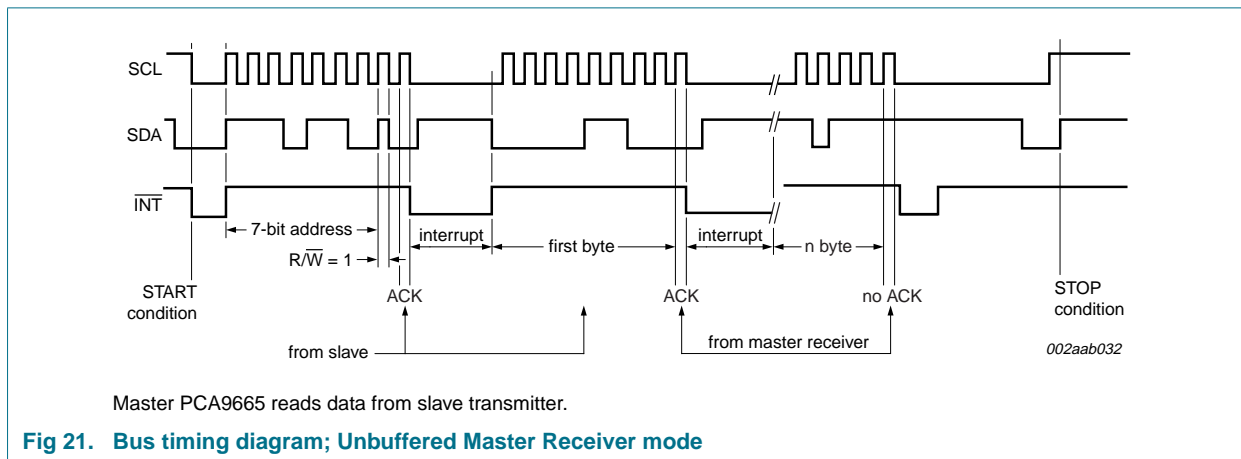 SCL
SDA
INT
7-bit address
interrupt
first byte
interrupt
n byte
R/W = 1
START
condition
ACK
ACK
no ACK
STOP
condition
from slave
from master receiver
002aab032
Master PCA9665 reads data from slave transmitter.
Fig 21. Bus timing diagram; Unbuffered Master Receiver mode